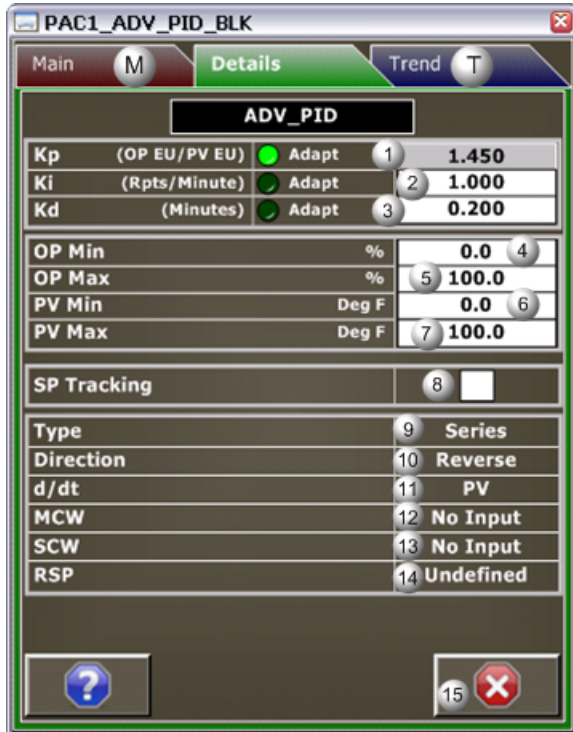 PAC1_ADV_PID_BLK
Main M Details Trend T
ADV_PID
Kp (OP EU/PV EU) Adapt 1 1.450
Ki (Rpts/Minute) Adapt 2 1.000
Kd (Minutes) Adapt 3 0.200
OP Min % 0.0 4
OP Max % 5 100.0
PV Min Deg F 0.0 6
PV Max Deg F 7 100.0
SP Tracking 8
Type 9 Series
Direction 10 Reverse
d/dt 11 PV
MCW 12 No Input
SCW 13 No Input
RSP 14 Undefined
? 15